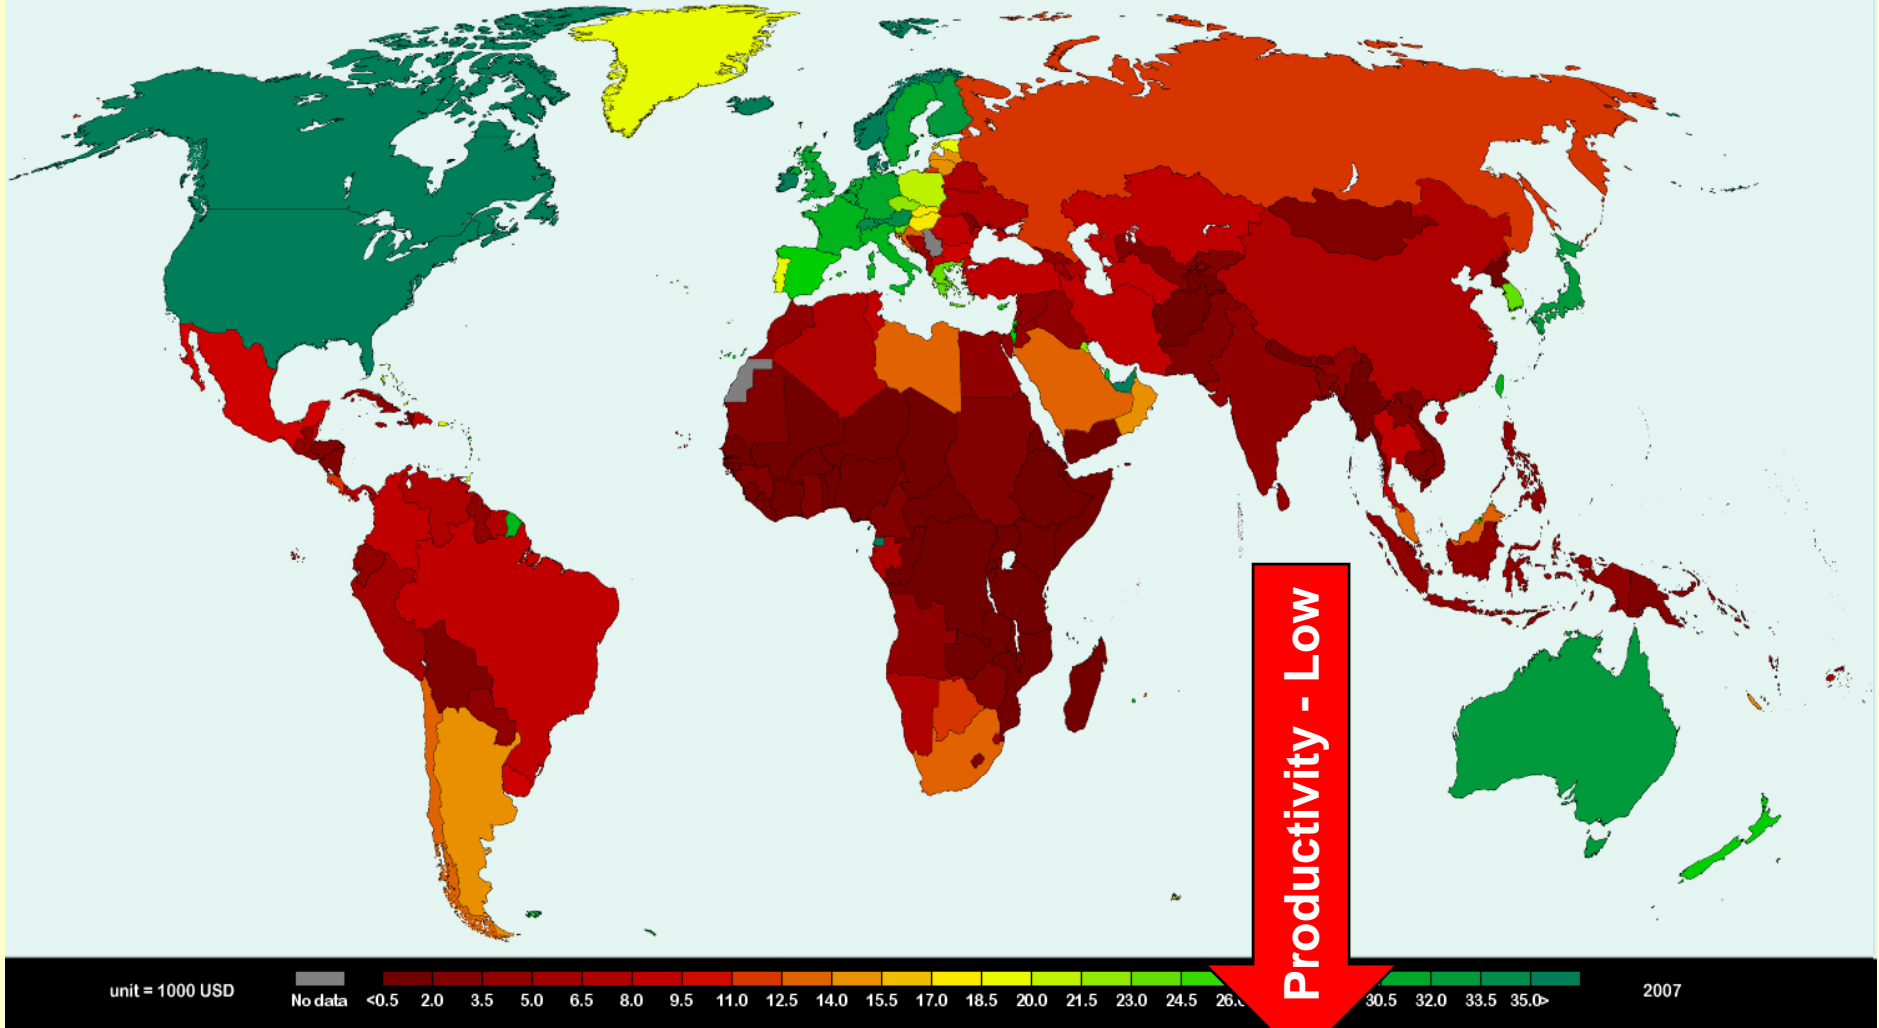 Productivity - Low
unit = 1000 USD
No data <0.5 2.0 3.5 5.0 6.5 8.0 9.5 11.0 12.5 14.0 15.5 17.0 18.5 20.0 21.5 23.0 24.5 30.5 32.0 33.5 35.0>
2007